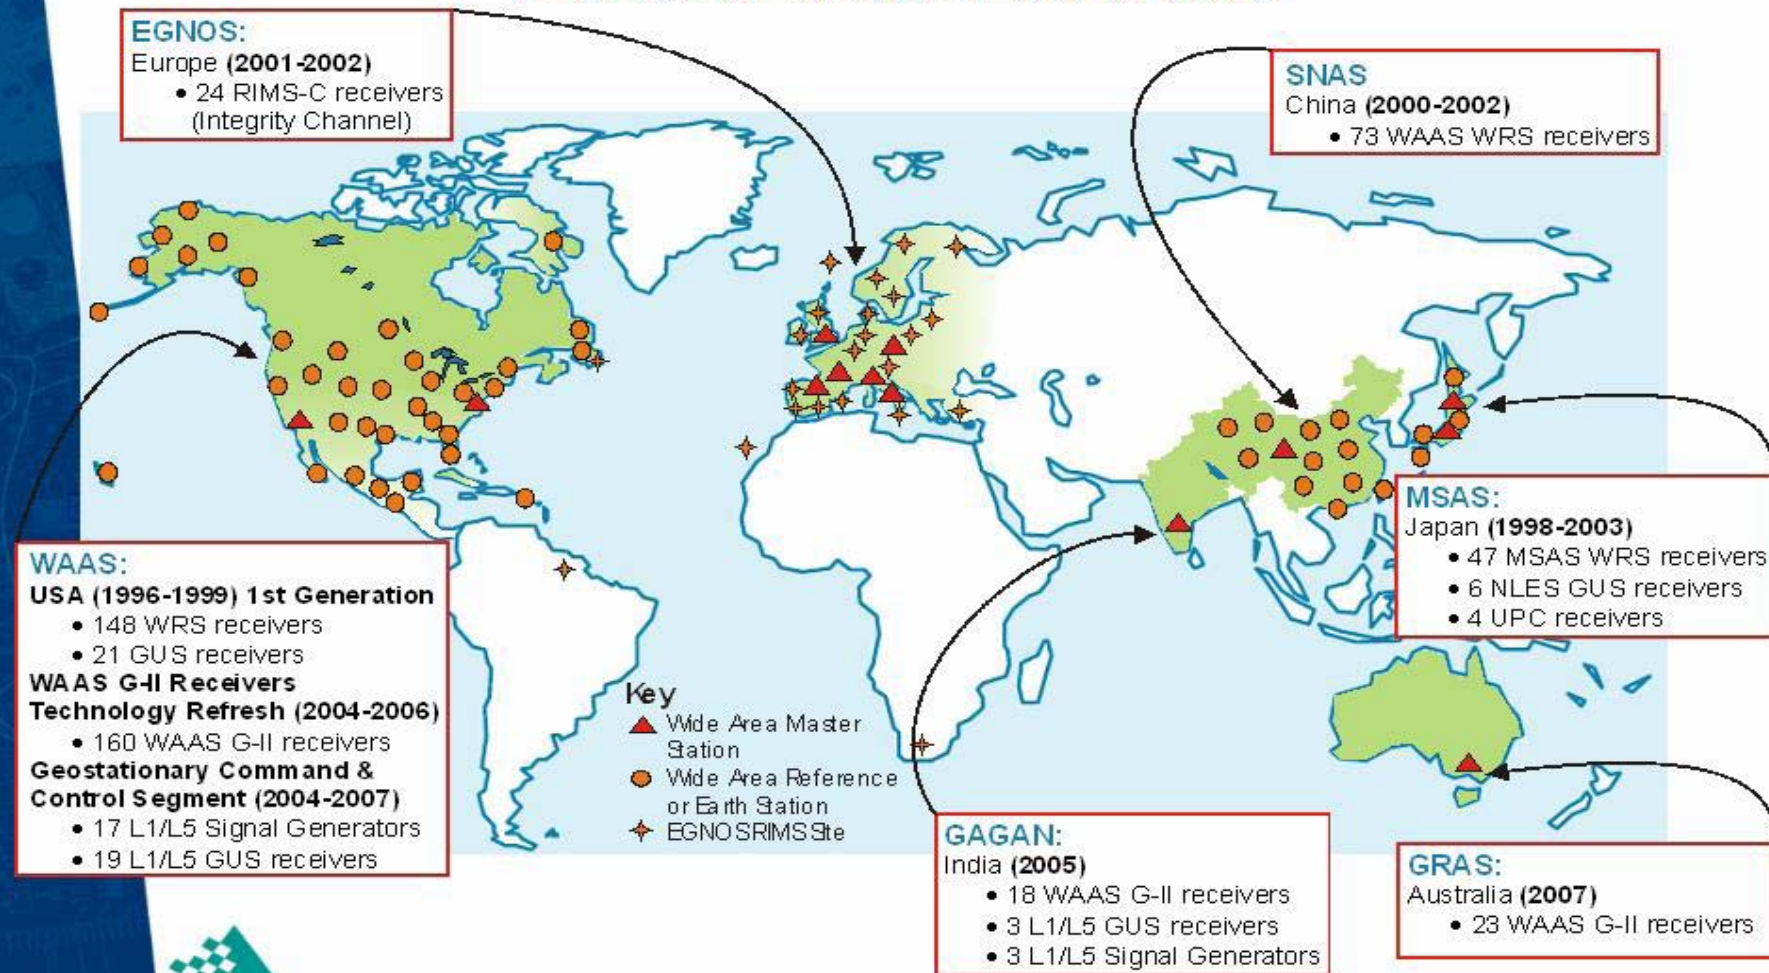 EGNOS:
Europe (2001-2002)
• 24 RIMS-C receivers
(Integrity Channel)
SNAS
China (2000-2002)
• 73 WAAS WRS receivers
WAAS:
USA (1996-1999) 1st Generation
• 148 WRS receivers
• 21 GUS receivers
WAAS G-II Receivers
Technology Refresh (2004-2006)
• 160 WAAS G-II receivers
Geostationary Command &
Control Segment (2004-2007)
• 17 L1/L5 Signal Generators
• 19 L1/L5 GUS receivers
Key
Wide Area Master
Station
Wide Area Reference
or Earth Station
EGNOSRIMSSite
MSAS:
Japan (1998-2003)
• 47 MSAS WRS receivers
• 6 NLES GUS receivers
• 4 UPC receivers
GAGAN:
India (2005)
• 18 WAAS G-II receivers
• 3 L1/L5 GUS receivers
• 3 L1/L5 Signal Generators
GRAS:
Australia (2007)
• 23 WAAS G-II receivers